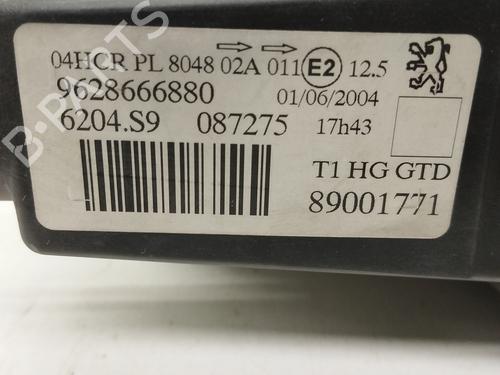 04HCR PL 8048 02A 011 E2 12.5
9628666880 01/06/2004
6204.S9 087275 17h43
T1 HG GTD
89001771
B-PARTS